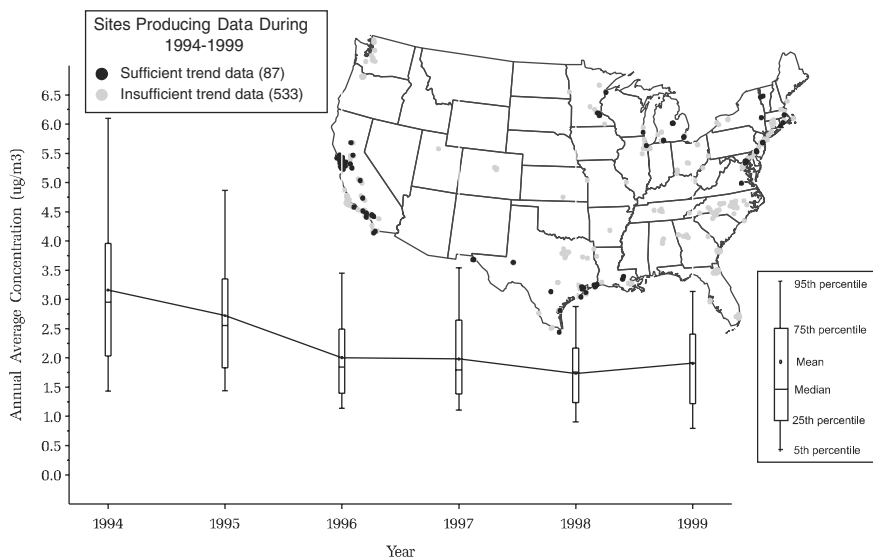 Sites Producing Data During
1994-1999
Sufficient trend data (87)
Insufficient trend data (533)
Annual Average Concentration (ug/m3)
6.5
6.0
5.5
5.0
4.5
4.0
3.5
3.0
2.5
2.0
1.5
1.0
0.5
0.0
1994
1995
1996
1997
1998
1999
Year
95th percentile
75th percentile
Mean
Median
25th percentile
5th percentile